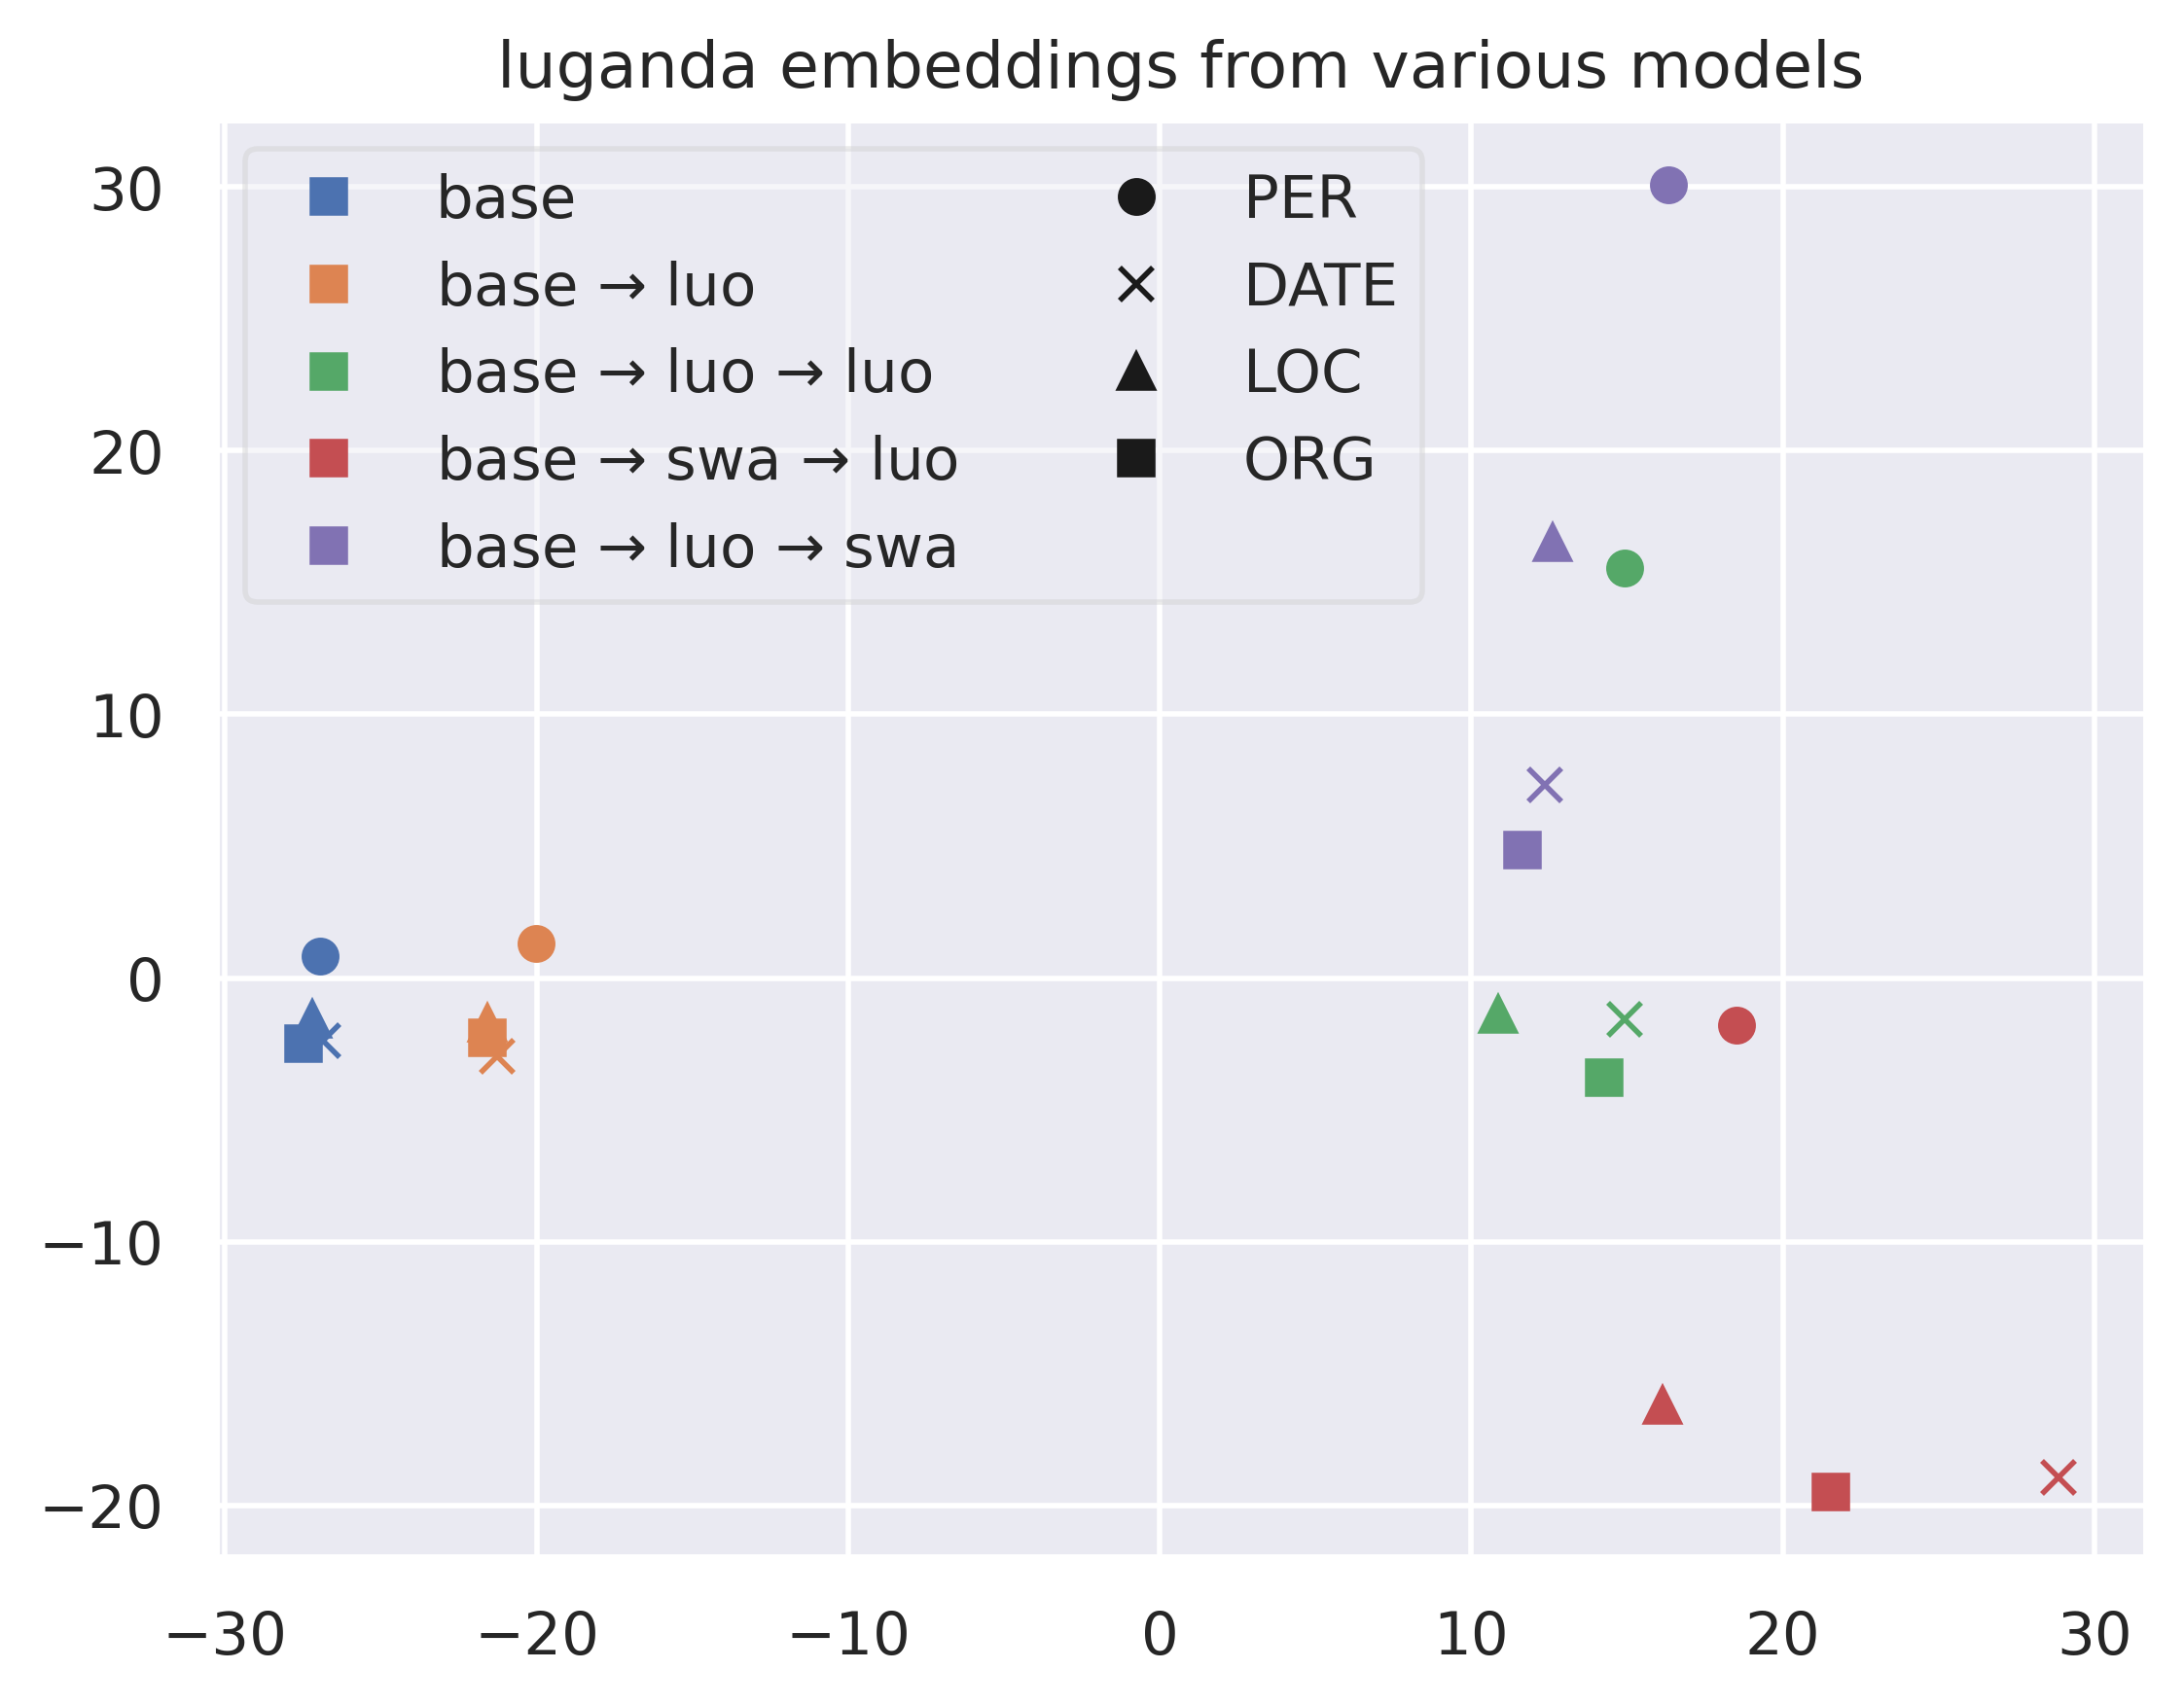 luganda embeddings from various models
base
base → luo
base → luo → luo
base → swa → luo
base → luo → swa
PER
DATE
LOC
ORG
30
20
10
0
−10
−20
−30
−20
−10
0
10
20
30